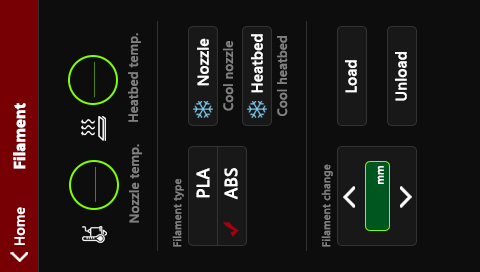 Home
Filament
Nozzle temp.
Heatbed temp.
Filament type
PLA
ABS
Nozzle
Cool nozzle
Heatbed
Cool heatbed
Filament change
mm
Load
Unload